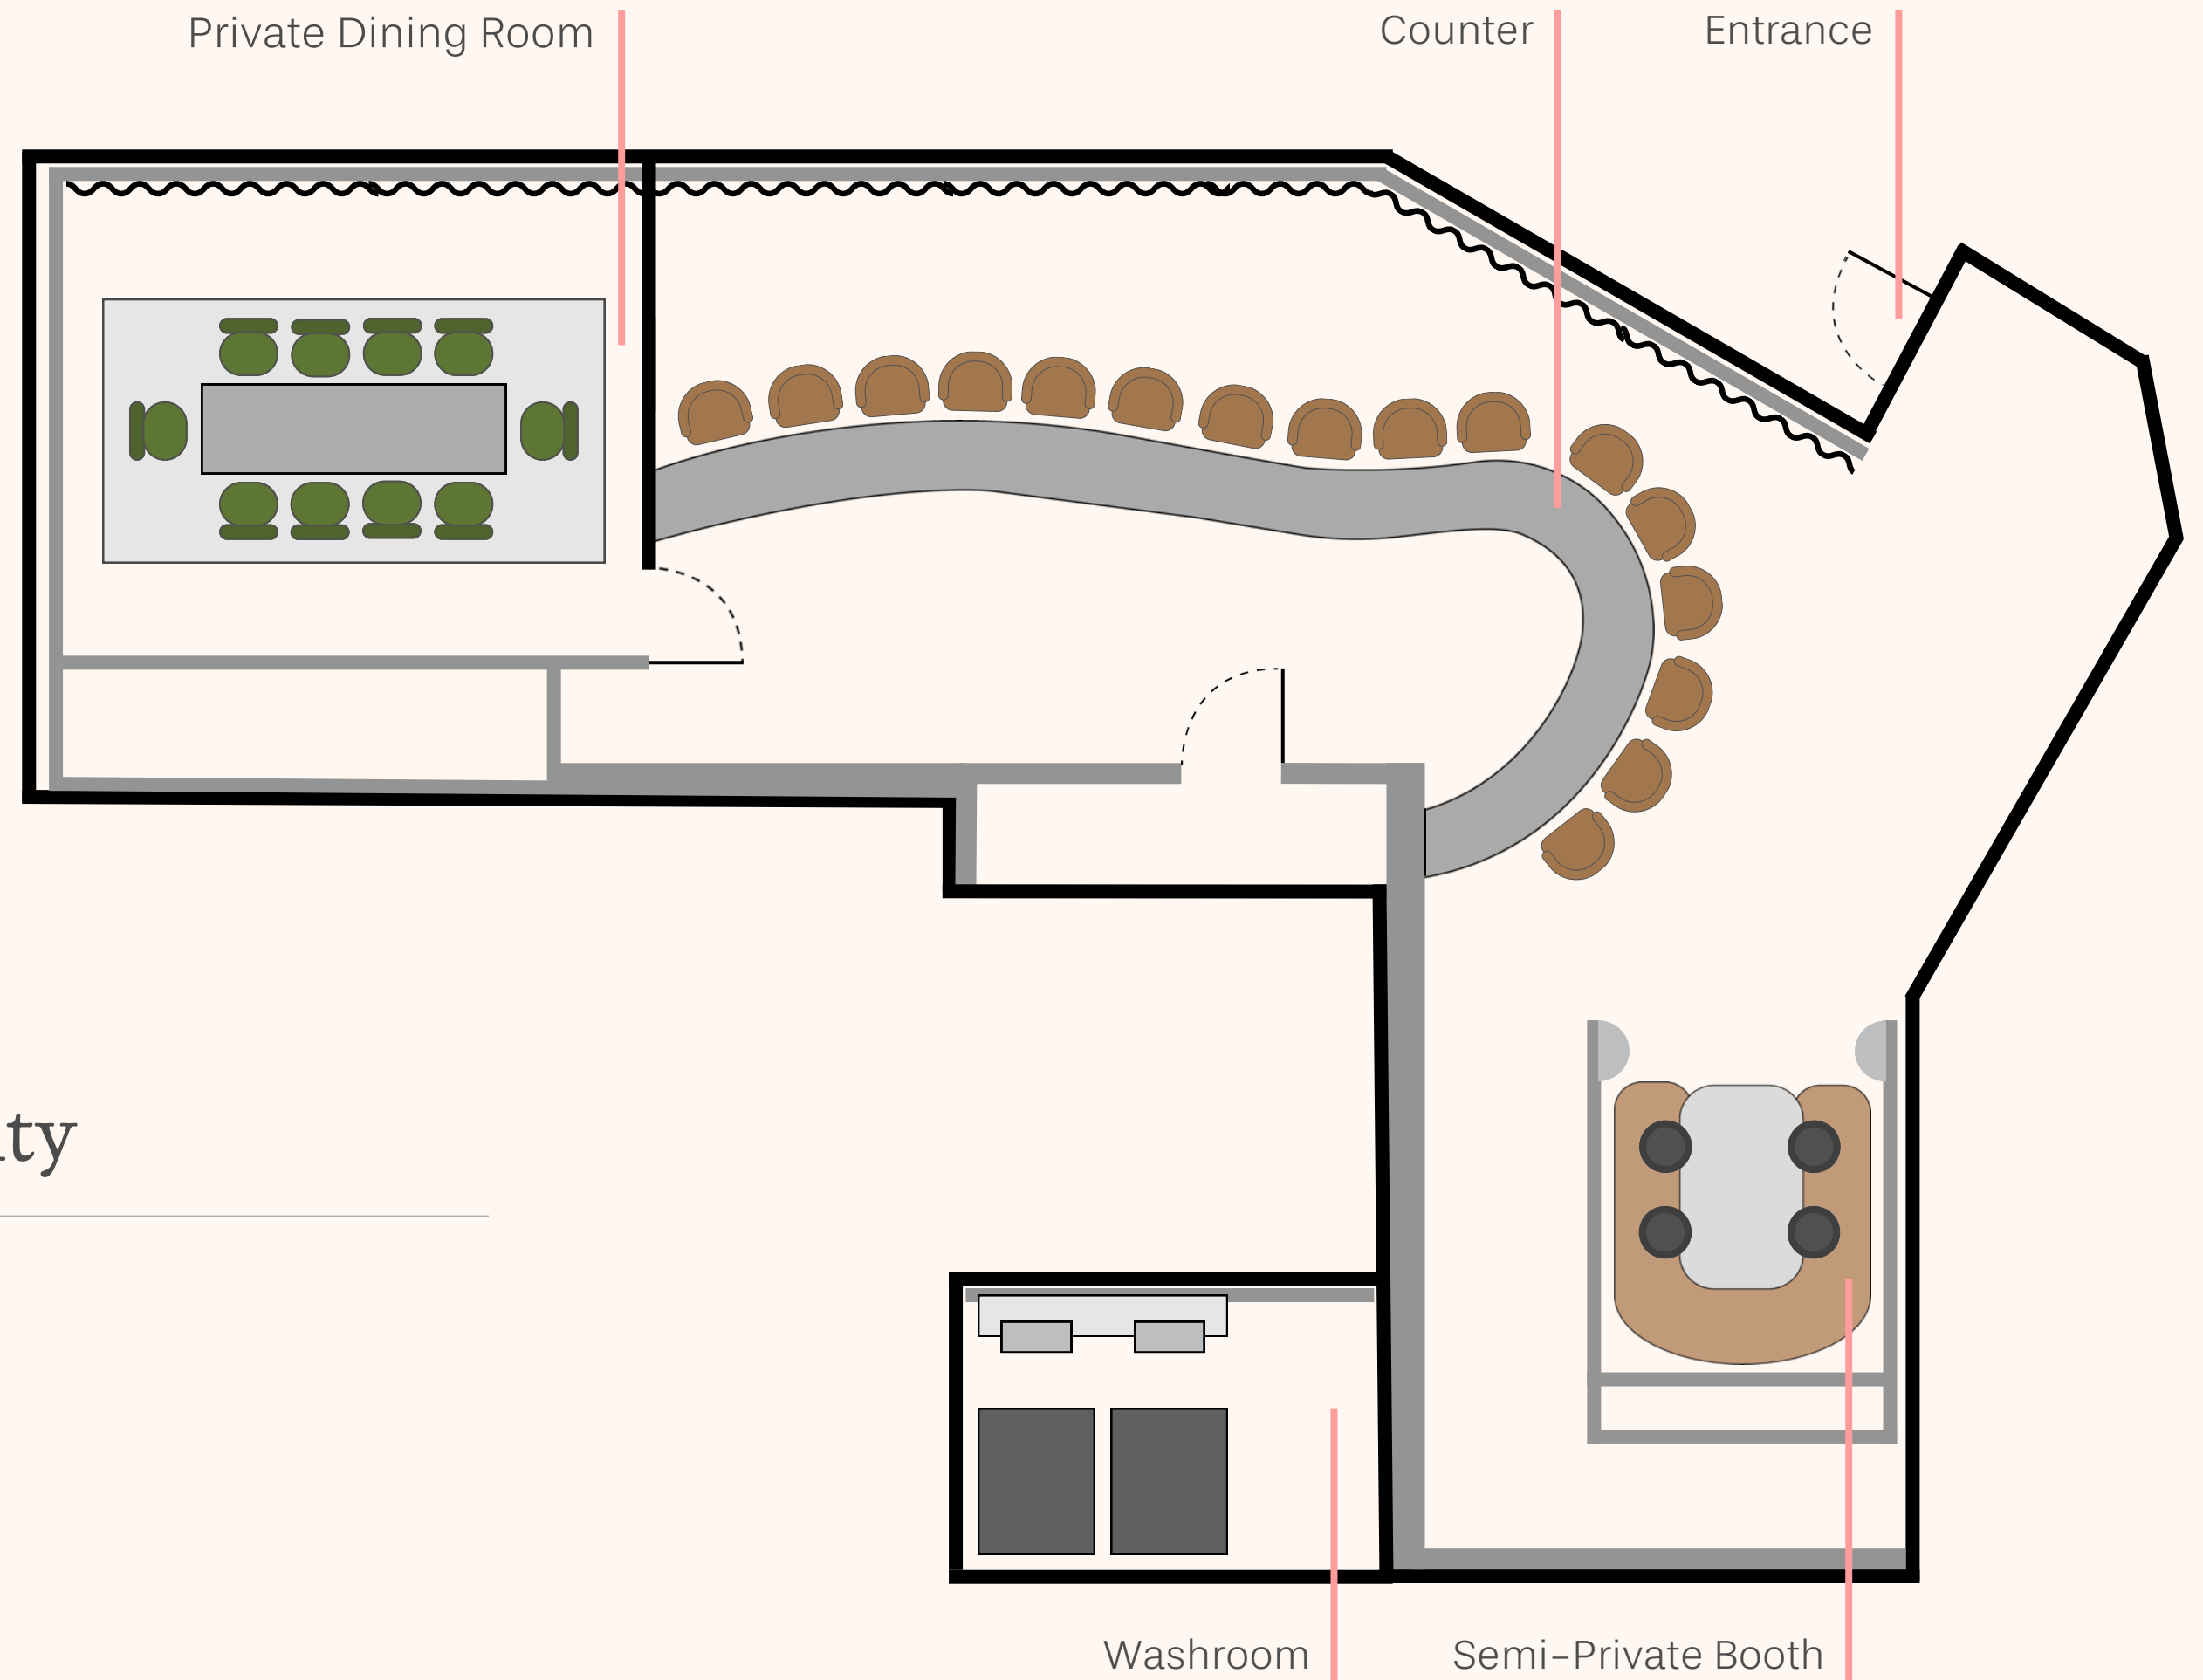 Private Dining Room
Counter
Entrance
Washroom
Semi-Private Booth